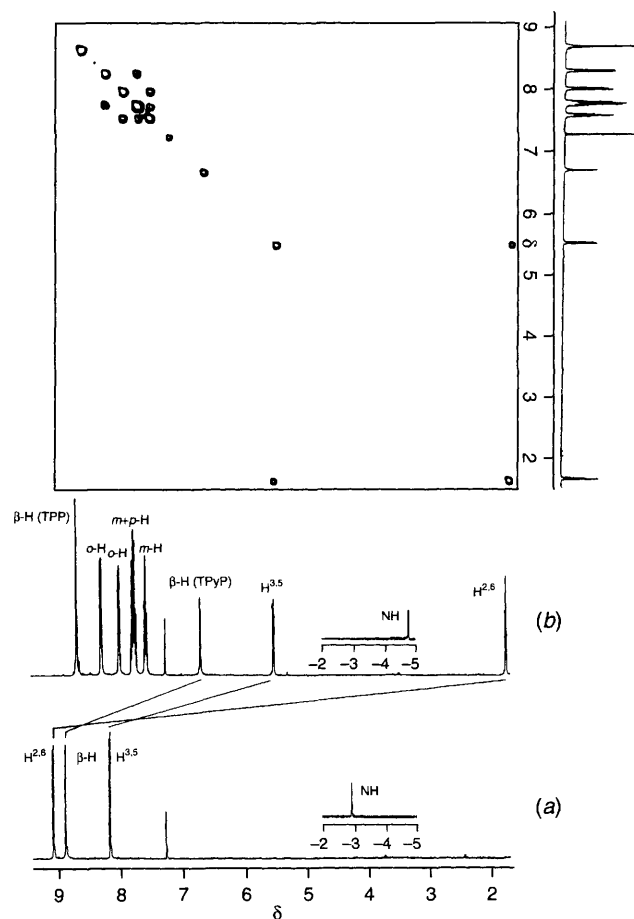 9
8
7
6
δ
5
4
3
2
β-H (TPP)
o-H
o-H
m+p-H
m-H
β-H (TPyP)
H3,5
NH
-2 -3 -4 -5
H2,6
(b)
H2,6
β-H
H3,5
NH
-2 -3 -4 -5
(a)
9 8 7 6 5 4 3 2
δ